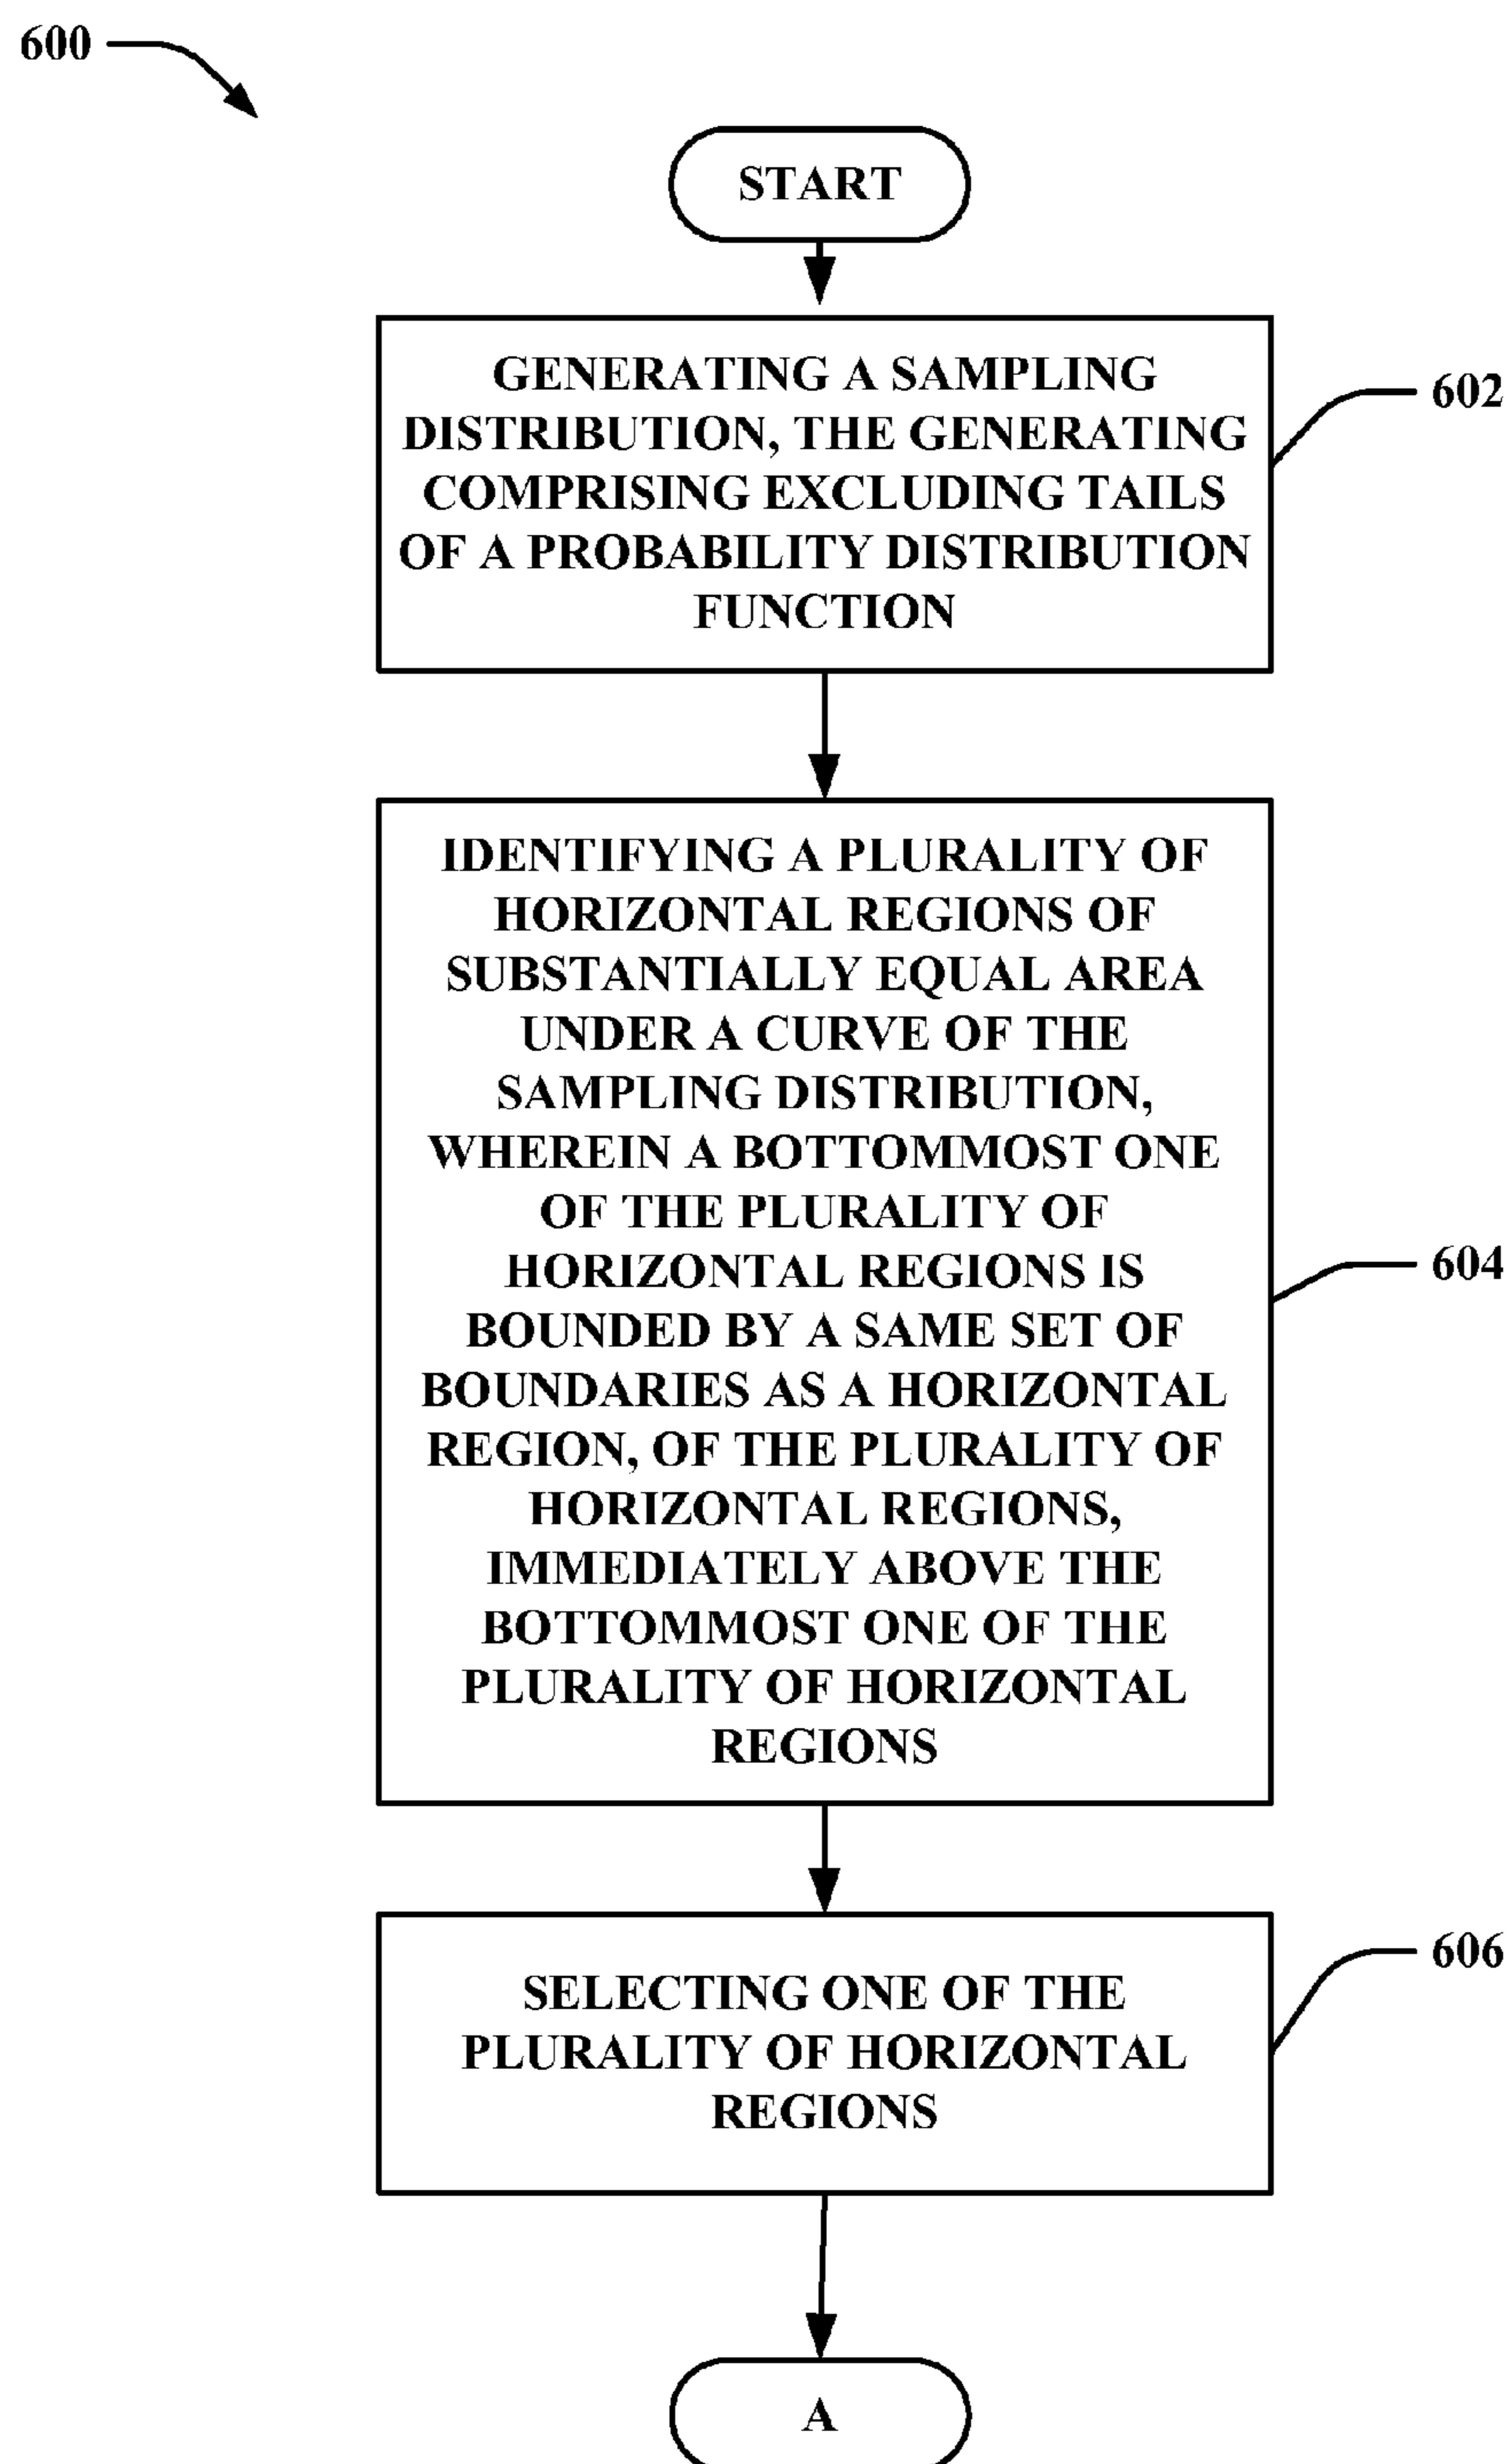 600
START
GENERATING A SAMPLING
DISTRIBUTION, THE GENERATING
COMPRISING EXCLUDING TAILS
OF A PROBABILITY DISTRIBUTION
FUNCTION
602
IDENTIFYING A PLURALITY OF
HORIZONTAL REGIONS OF
SUBSTANTIALLY EQUAL AREA
UNDER A CURVE OF THE
SAMPLING DISTRIBUTION,
WHEREIN A BOTTOMMOST ONE
OF THE PLURALITY OF
HORIZONTAL REGIONS IS
BOUNDED BY A SAME SET OF
BOUNDARIES AS A HORIZONTAL
REGION, OF THE PLURALITY OF
HORIZONTAL REGIONS,
IMMEDIATELY ABOVE THE
BOTTOMMOST ONE OF THE
PLURALITY OF HORIZONTAL
REGIONS
604
SELECTING ONE OF THE
PLURALITY OF HORIZONTAL
REGIONS
606
A